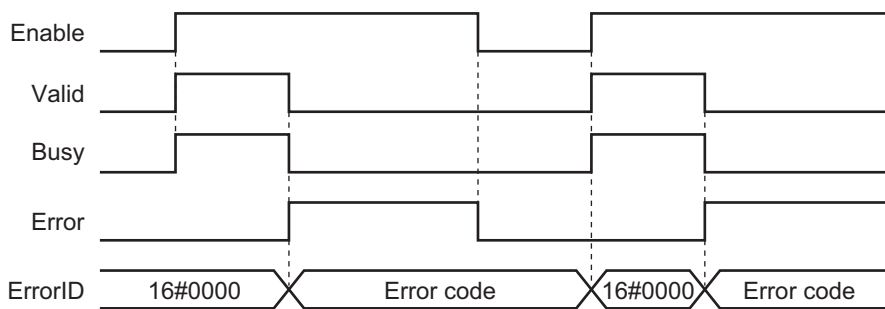 Enable
Valid
Busy
Error
ErrorID 16#0000 Error code 16#0000 Error code